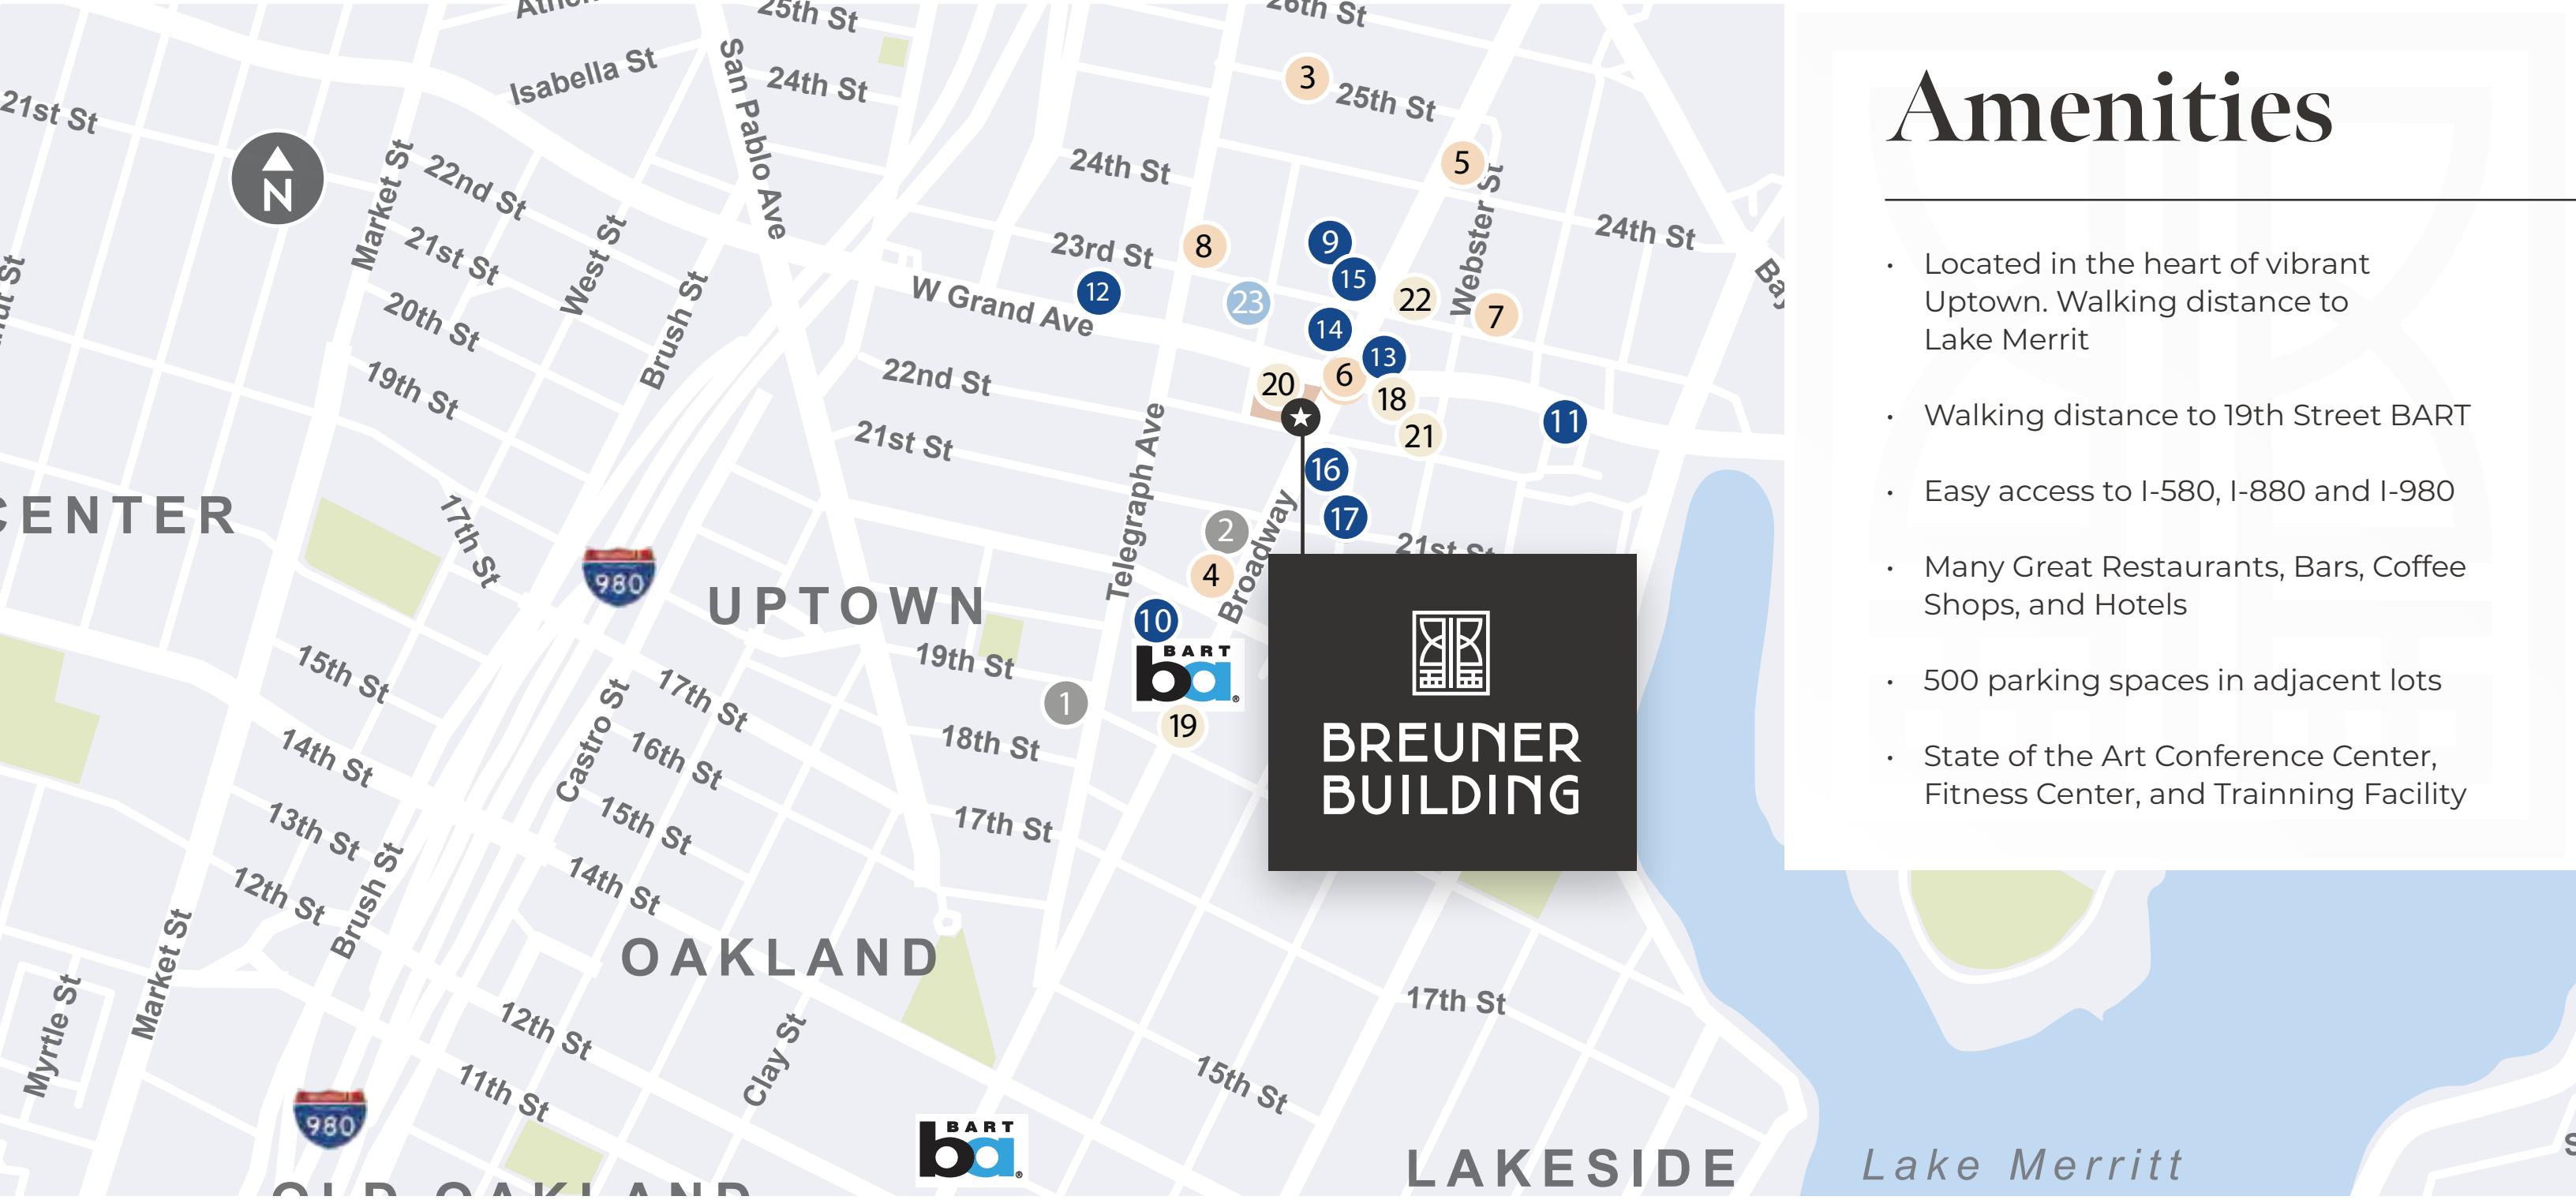 25th St
26th St
Isabella St
24th St
San Pablo Ave
3
25th St
21st St
N
Market St
22nd St
24th St
5
Webster St
24th St
21st St
West St
23rd St
8
9
15
12
23
22
7
W Grand Ave
20th St
Brush St
14
13
19th St
22nd St
20
6
18
21
11
21st St
Telegraph Ave
16
17
CENTER
17th St
980
UPTOWN
2
Broadway
21st St
4
10
BART
ba
19th St
1
19
BREUNER
BUILDING
15th St
17th St
Castro St
16th St
18th St
14th St
15th St
17th St
13th St
14th St
12th St
Brush St
Market St
OAKLAND
Myrtle St
12th St
Clay St
17th St
11th St
15th St
980
BART
ba
LAKESIDE
Lake Merritt
OLD OAKLAND
Amenities
• Located in the heart of vibrant
Uptown. Walking distance to
Lake Merrit
• Walking distance to 19th Street BART
• Easy access to I-580, I-880 and I-980
• Many Great Restaurants, Bars, Coffee
Shops, and Hotels
• 500 parking spaces in adjacent lots
• State of the Art Conference Center,
Fitness Center, and Trainning Facility